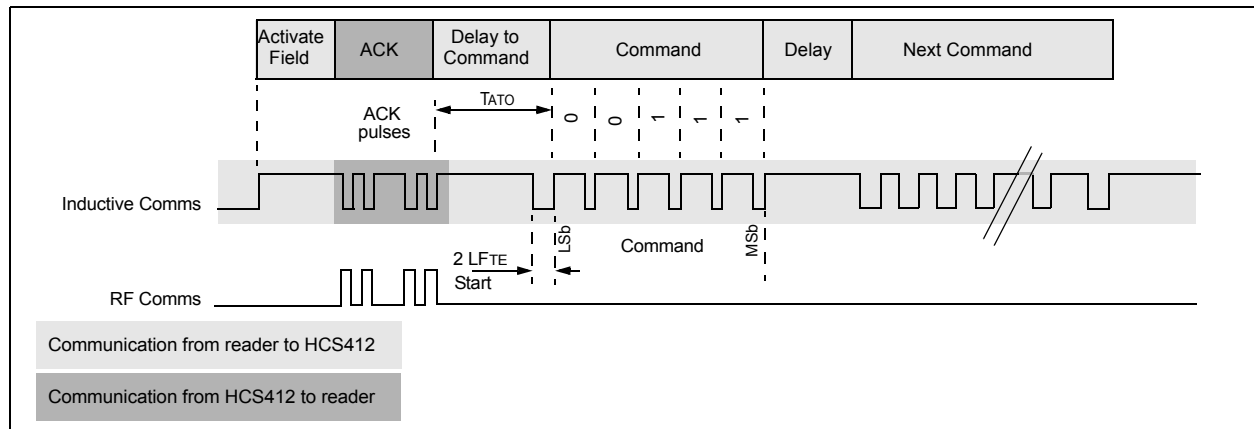 Activate
Field
ACK
Delay to
Command
Command
Delay
Next Command
TATO
ACK
pulses
0 0 1 1 1
Inductive Comms
LSb
Command
MSb
2 LFTE
Start
RF Comms
Communication from reader to HCS412
Communication from HCS412 to reader